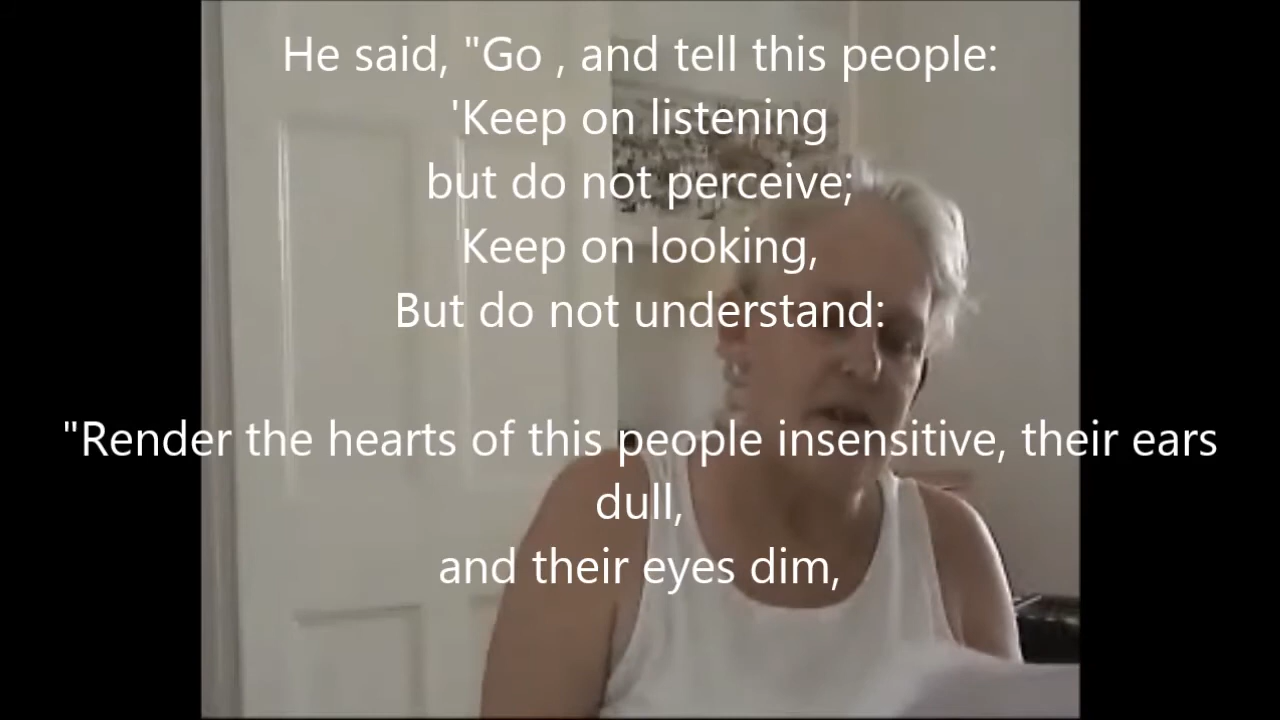 He said, "Go , and tell this people:
'Keep on listening
but do not perceive;
Keep on looking,
But do not understand:
"Render the hearts of this people insensitive, their ears
dull,
and their eyes dim,